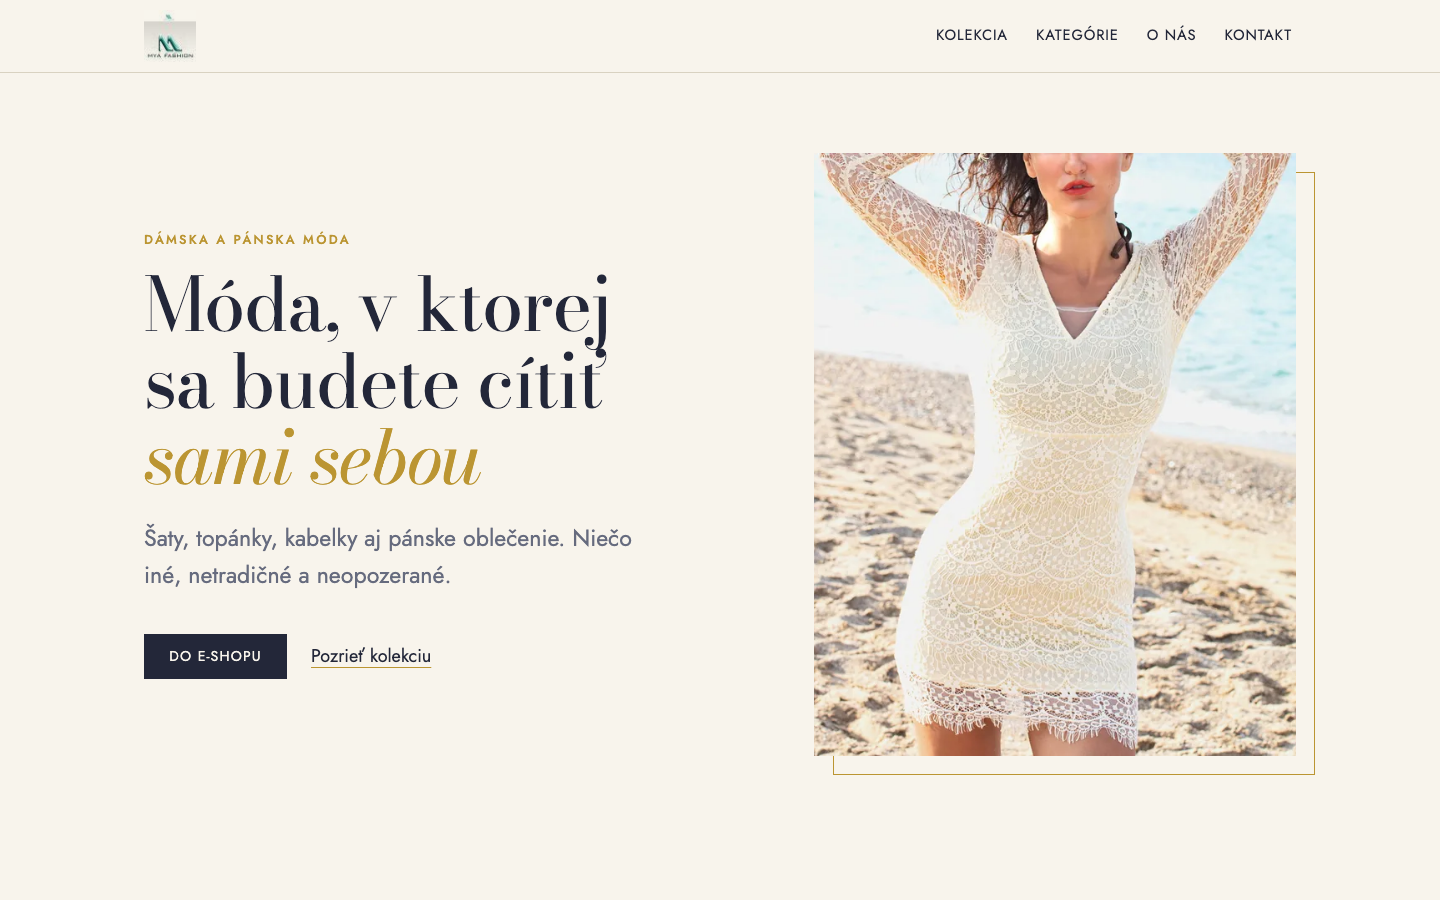 MYA FASHION
KOLEKCIA
KATEGÓRIE
O NÁS
KONTAKT
DÁMSKA A PÁNSKA MÓDA
Móda, v ktorej
sa budete cítiť
sami sebou
Šaty, topánky, kabelky aj pánske oblečenie. Niečo
iné, netradičné a neopozerané.
DO E-SHOPU
Pozrieť kolekciu